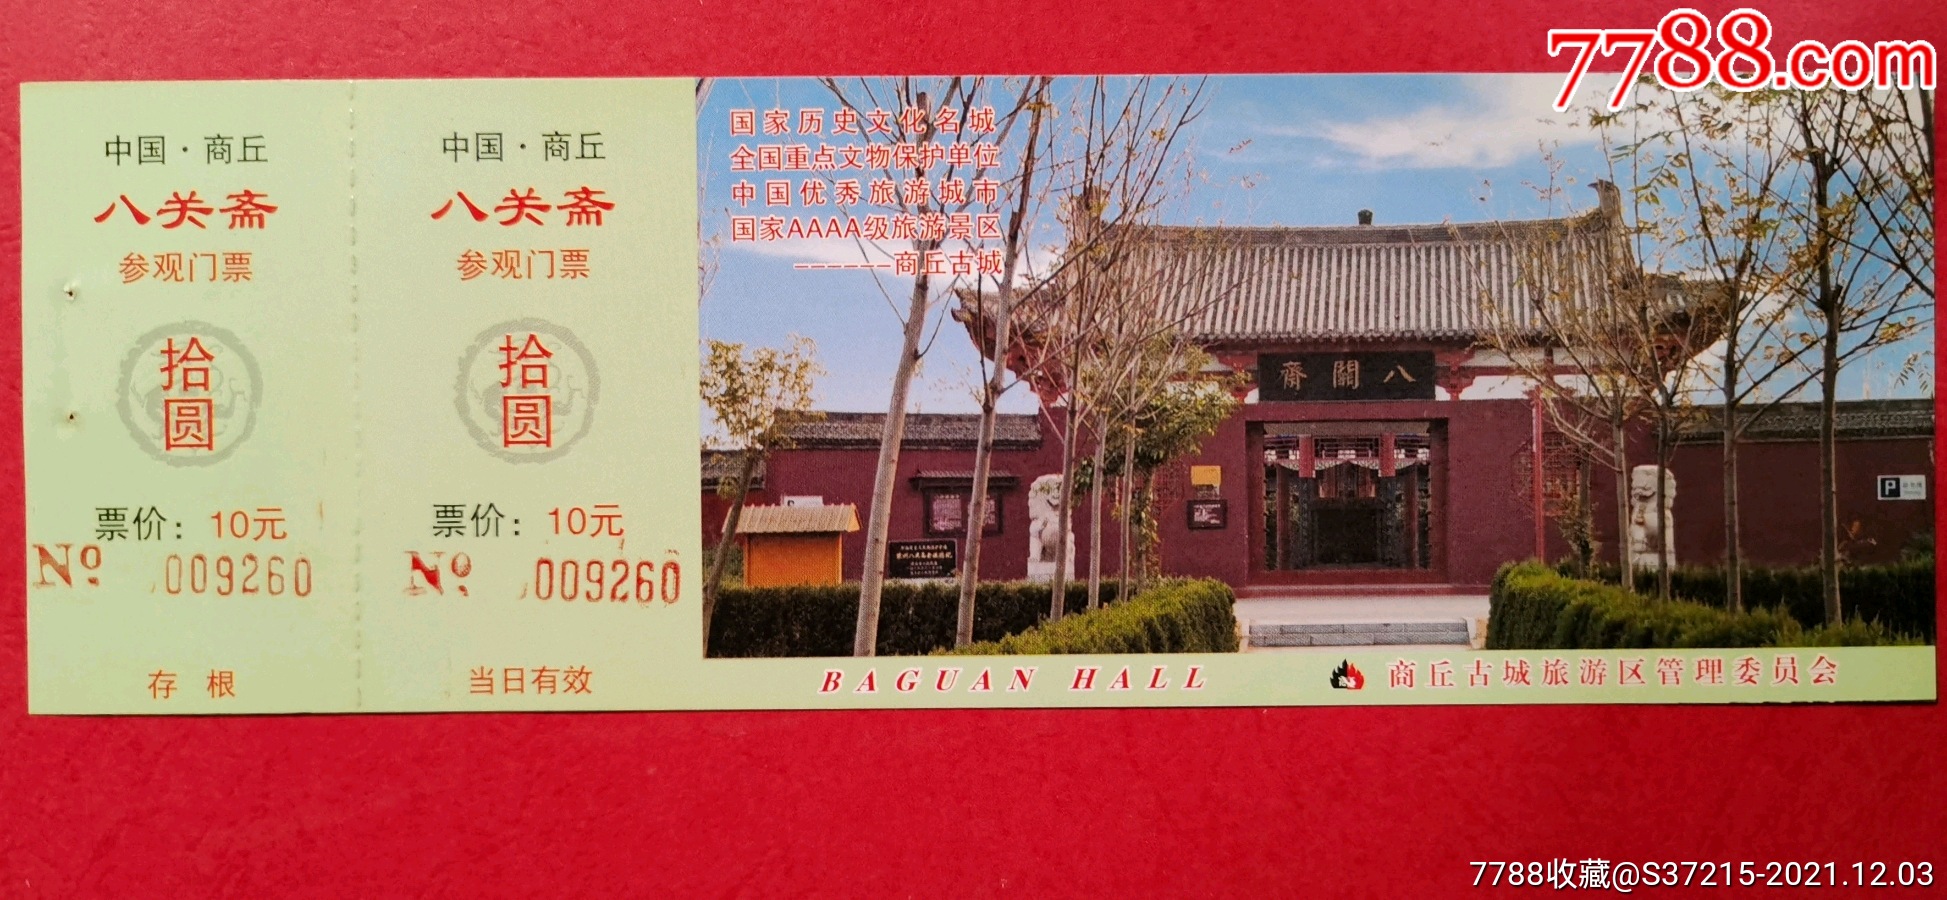 7788.com
中国·商丘
八关斋
参观门票
拾
圆
票价：10元
No 009260
存根
中国·商丘
八关斋
参观门票
拾
圆
票价：10元
No 009260
当日有效
国家历史文化名城
全国重点文物保护单位
中国优秀旅游城市
国家AAAA级旅游景区
------商丘古城
八關齋
P
BAGUAN HALL
商丘古城旅游区管理委员会
7788收藏@S37215-2021.12.03